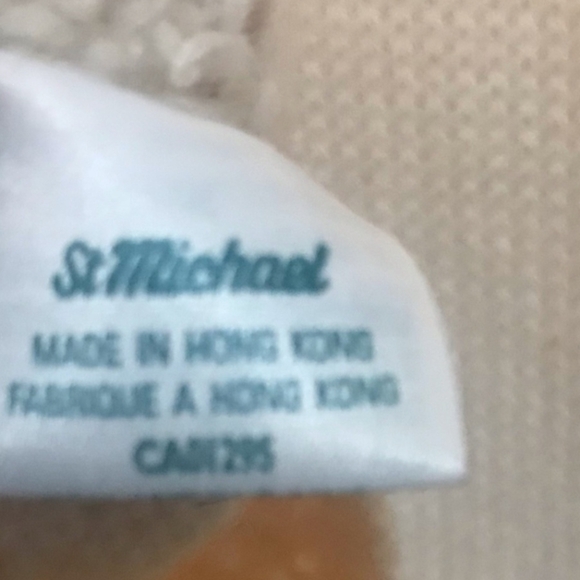 St Michael
MADE IN HONG KONG
FABRIQUE A HONG KONG